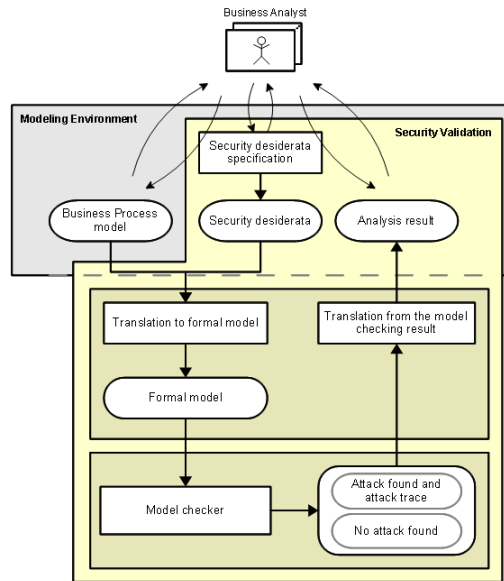 Business Analyst
Modeling Environment
Security Validation
Security desiderata
specification
Business Process
model
Security desiderata
Analysis result
Translation to formal model
Translation from the model
checking result
Formal model
Model checker
Attack found and
attack trace
No attack found